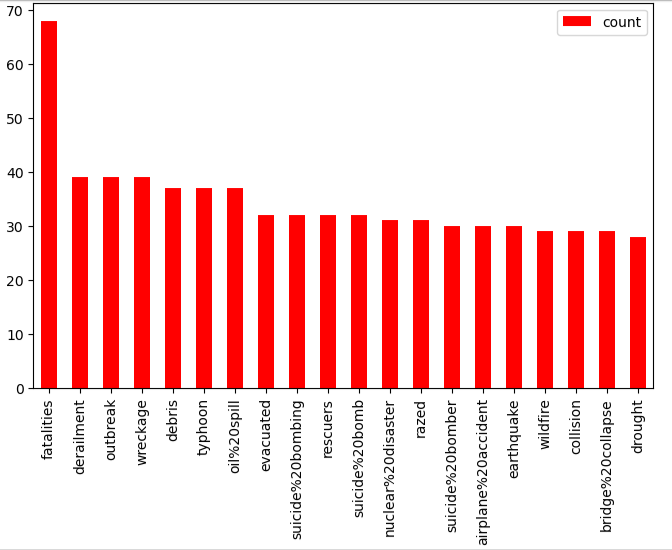 70
60
50
40
30
20
10
0
count
fatalities
derailment
outbreak
wreckage
debris
typhoon
oil%20spill
evacuated
suicide%20bombing
rescuers
suicide%20bomb
nuclear%20disaster
razed
suicide%20bomber
airplane%20accident
earthquake
wildfire
collision
bridge%20collapse
drought